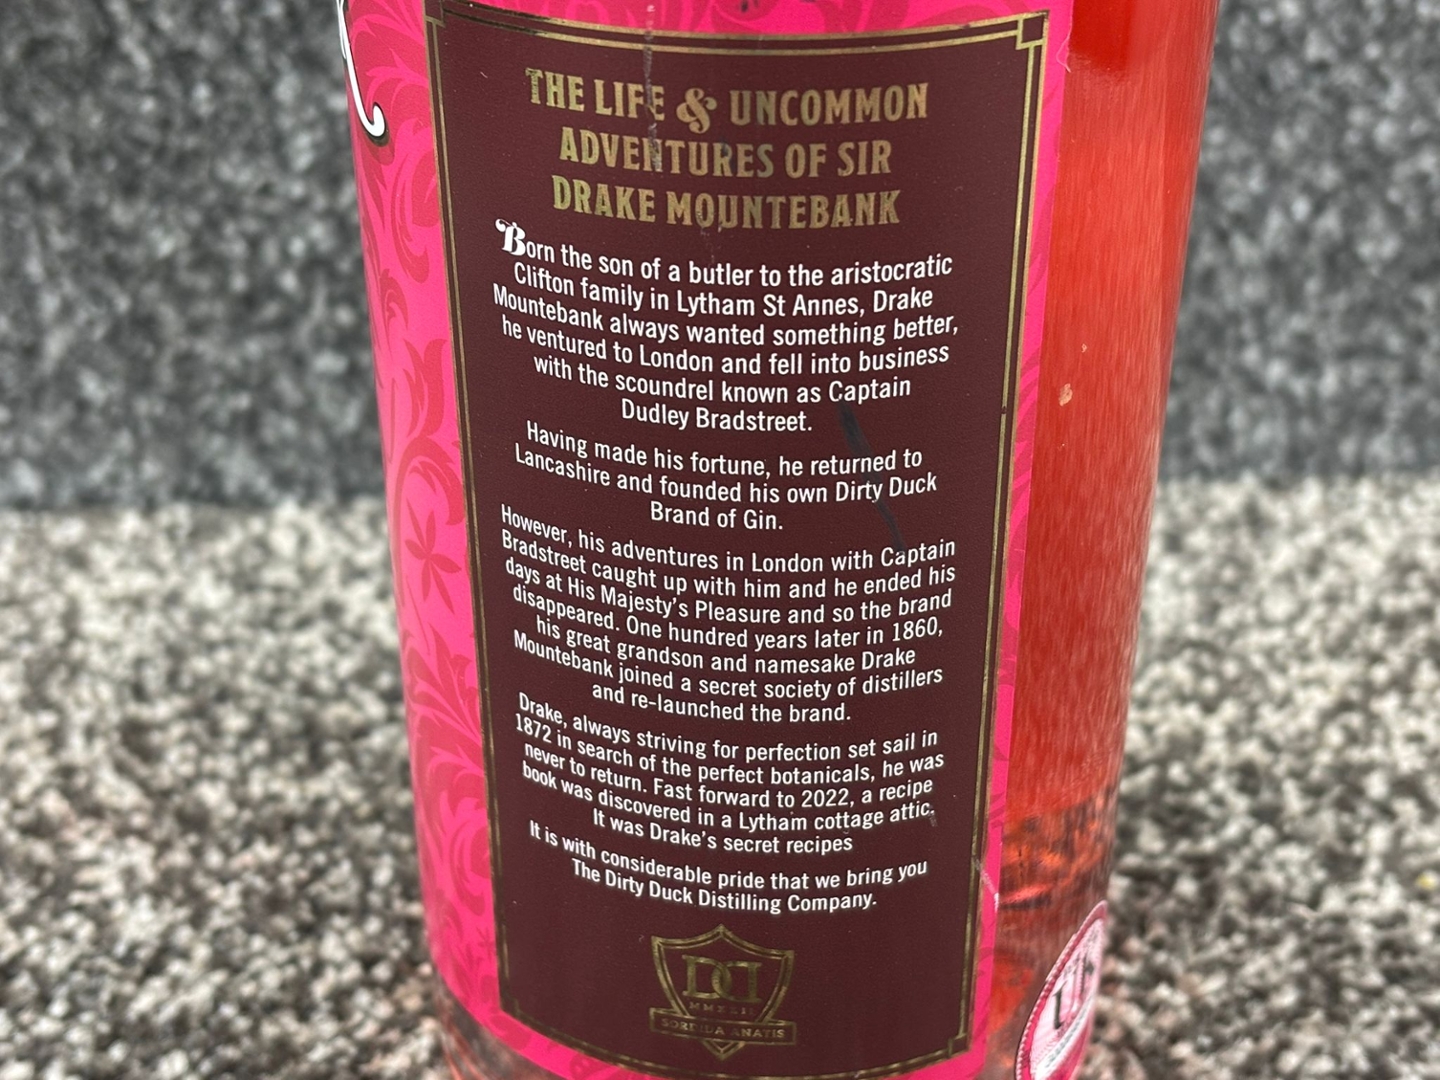 THE LIFE & UNCOMMON
ADVENTURES OF SIR
DRAKE MOUNTEBANK
Born the son of a butler to the aristocratic
Clifton family in Lytham St Annes, Drake
Mountebank always wanted something better,
he ventured to London and fell into business
with the scoundrel known as Captain
Dudley Bradstreet.
Having made his fortune, he returned to
Lancashire and founded his own Dirty Duck
Brand of Gin.
However, his adventures in London with Captain
Bradstreet caught up with him and he ended his
days at His Majesty's Pleasure and so the brand
disappeared. One hundred years later in 1860,
his great grandson and namesake Drake
Mountebank joined a secret society of distillers
and re-launched the brand.
Drake, always striving for perfection set sail in
1872 in search of the perfect botanicals, he was
never to return. Fast forward to 2022, a recipe
book was discovered in a Lytham cottage attic.
It was Drake's secret recipes
It is with considerable pride that we bring you
The Dirty Duck Distilling Company.
DD
MMXXII
SORDIDA ANATIS